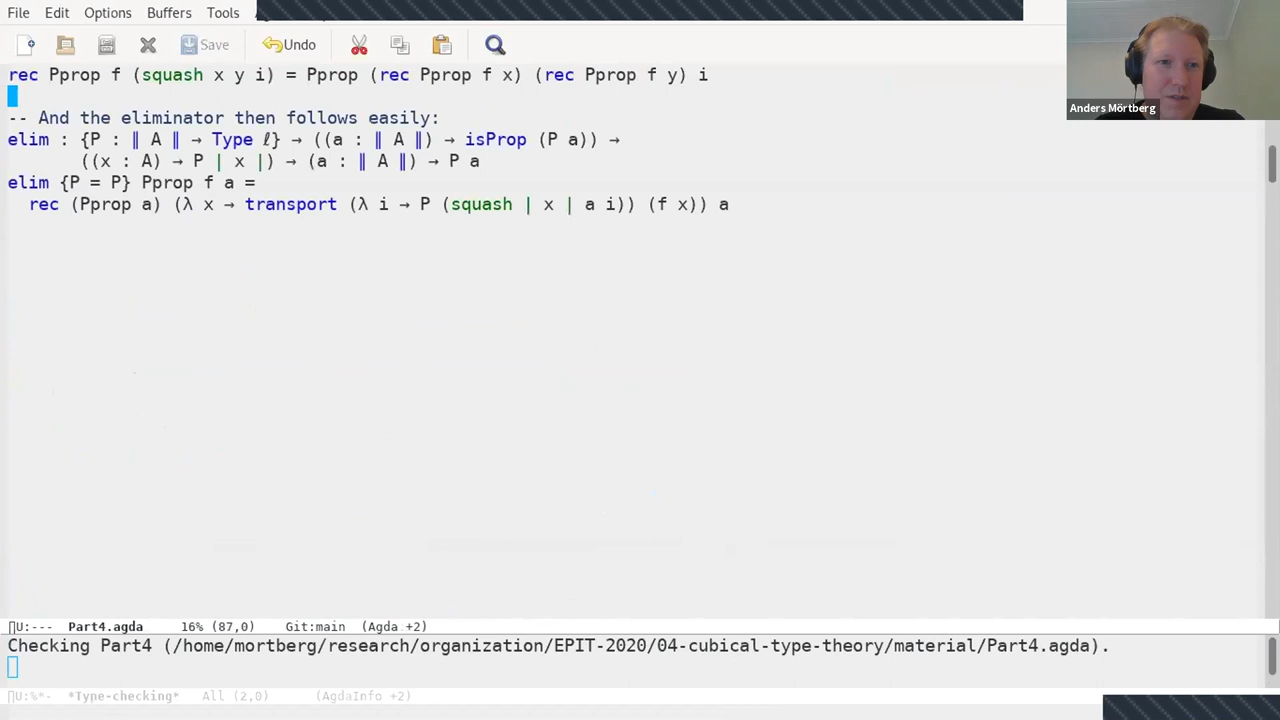 File Edit Options Buffers Tools
Save Undo
rec Pprop f (squash x y i) = Pprop (rec Pprop f x) (rec Pprop f y) i
-- And the eliminator then follows easily:
elim : {P : ∥ A ∥ → Type ℓ} → ((a : ∥ A ∥) → isProp (P a)) →
((x : A) → P ∣ x ∣) → (a : ∥ A ∥) → P a
elim {P = P} Pprop f a =
rec (Pprop a) (λ x → transport (λ i → P (squash ∣ x ∣ a i)) (f x)) a
Anders Mörtberg
U:--- Part4.agda 16% (87,0) Git:main (Agda +2)
Checking Part4 (/home/mortberg/research/organization/EPIT-2020/04-cubical-type-theory/material/Part4.agda).
U:%*- *Type-checking* All (2,0) (AgdaInfo +2)